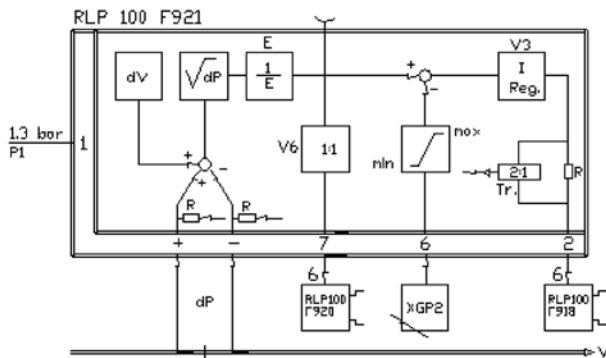 RLP 100 F921
E
V3
dV
√dP
1
E
+
-
I
Reg.
1.3 bar
P1
1
V6
1:1
min
max
2:1
R
Tr.
+
-
+
R
R
+
-
7
6
2
dP
6
RLP100
F920
XGP2
6
RLP100
F918
V